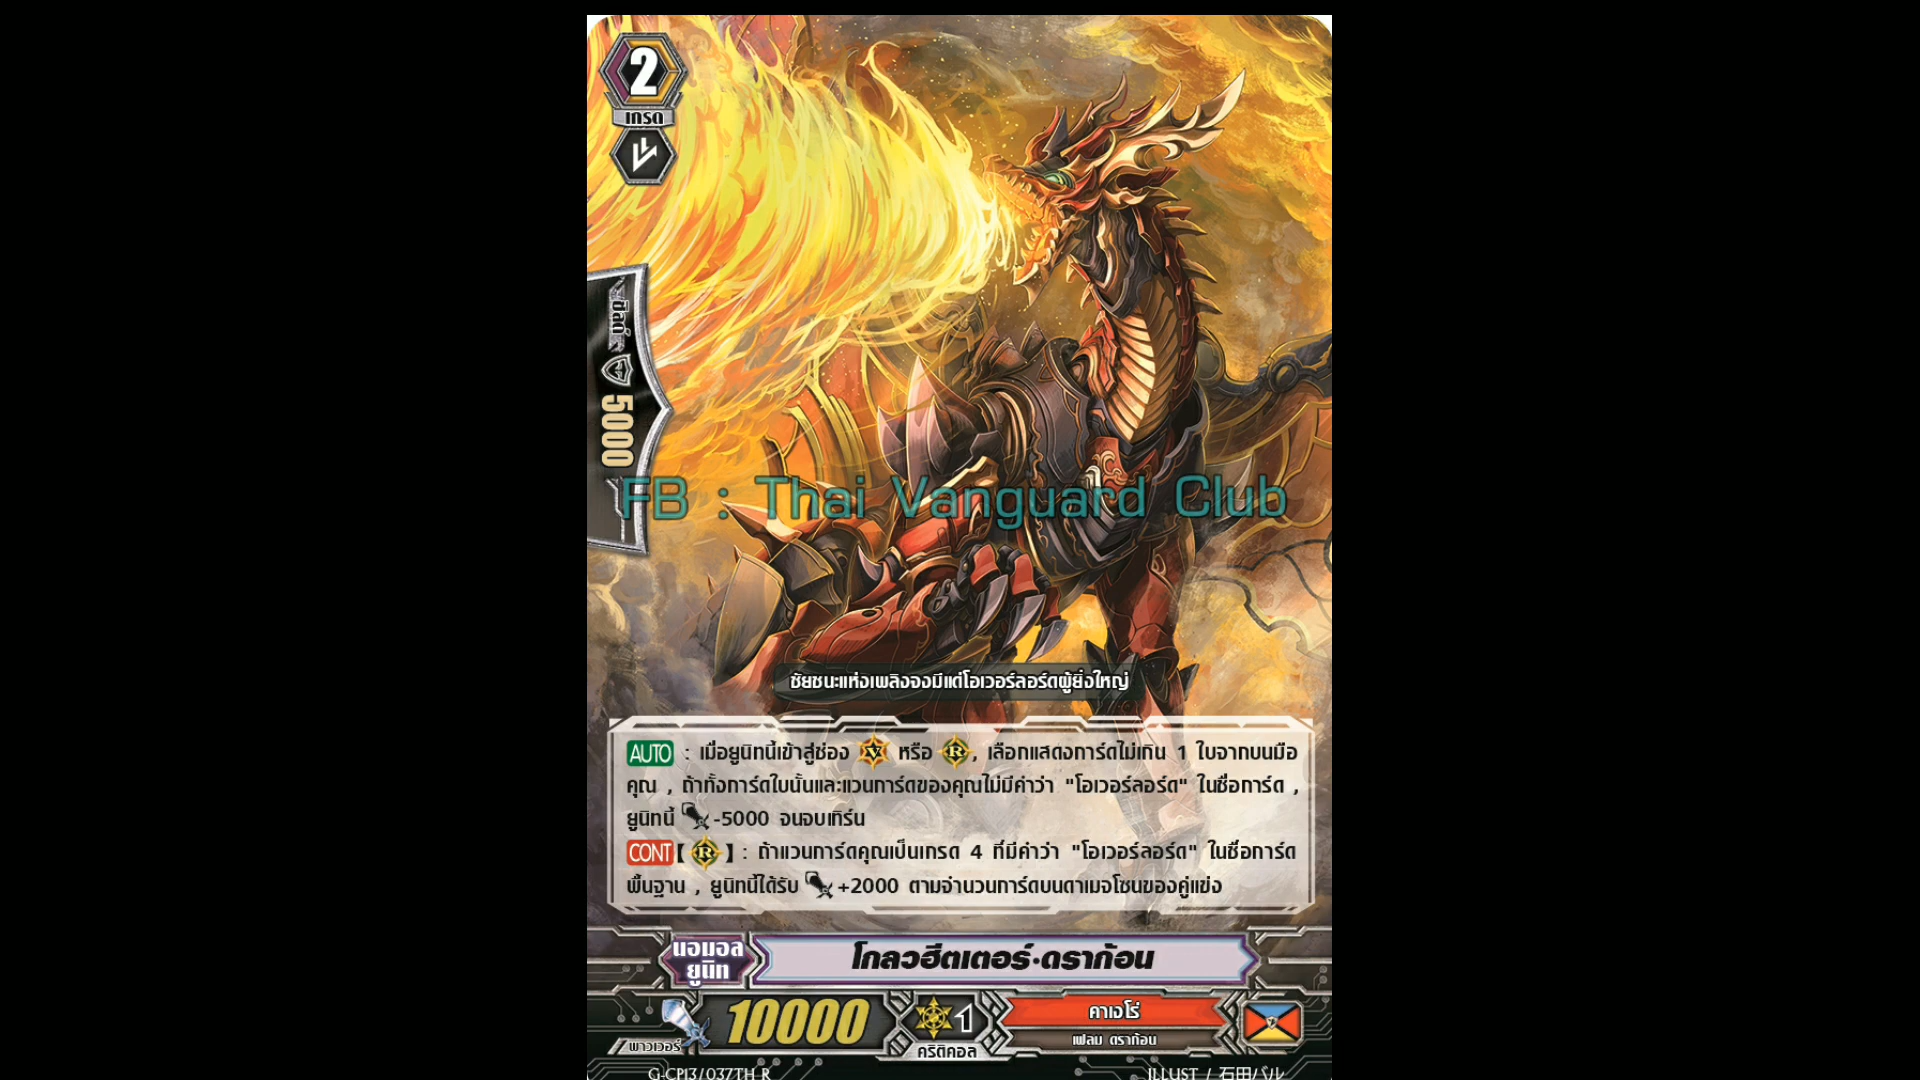 2
เกรด
ชีลด์
5000
FB : Thai Vanguard Club
ชัยชนะแห่งเพลิงจงมีแด่โอเวอร์ลอร์ดผู้ยิ่งใหญ่
AUTO : เมื่อยูนิทนี้เข้าสู่ช่อง V หรือ R, เลือกแสดงการ์ดไม่เกิน 1 ใบจากบนมือ
คุณ , ถ้าทั้งการ์ดใบนั้นและแวนการ์ดของคุณไม่มีคำว่า "โอเวอร์ลอร์ด" ในชื่อการ์ด ,
ยูนิทนี้ -5000 จนจบเทิร์น
CONT【R】: ถ้าแวนการ์ดคุณเป็นเกรด 4 ที่มีคำว่า "โอเวอร์ลอร์ด" ในชื่อการ์ด
พื้นฐาน , ยูนิทนี้ได้รับ +2000 ตามจำนวนการ์ดบนดาเมจโซนของคู่แข่ง
นอมอล
ยูนิท
โกลวฮีตเตอร์·ดราก้อน
พาวเวอร์
10000
1
คริติคอล
คาเงโร่
เฟลม ดราก้อน
G-CP13/037TH R
ILLUST / 石田バル